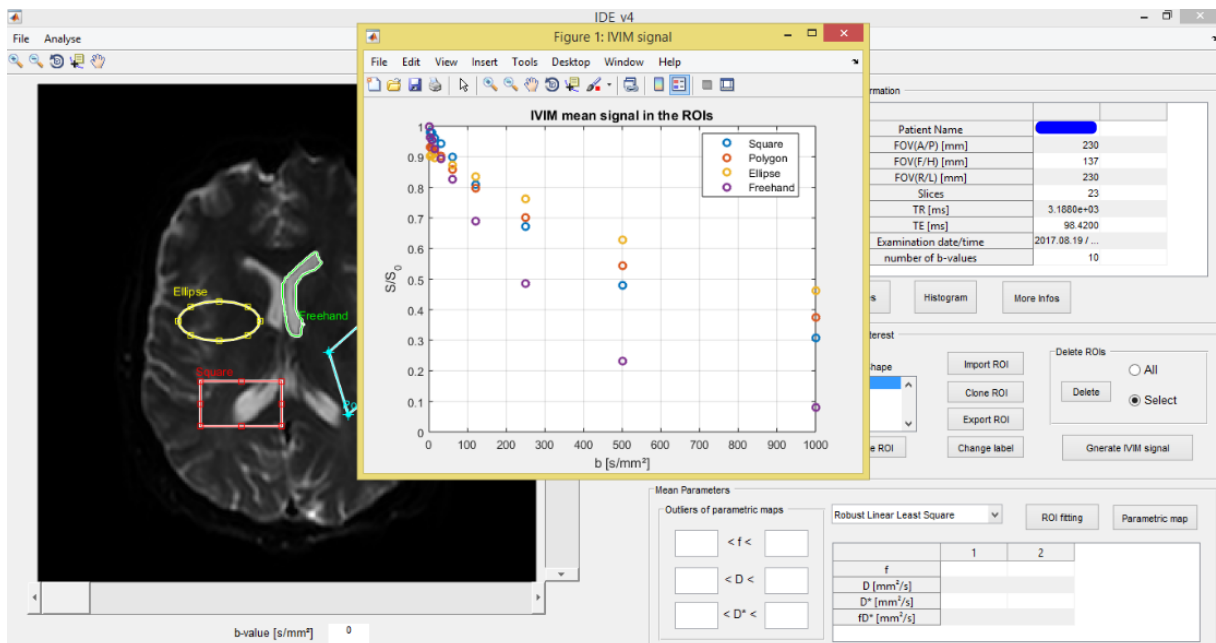 IDE v4
File Analyse
Figure 1: IVIM signal
File Edit View Insert Tools Desktop Window Help
IVIM mean signal in the ROIs
Square
Polygon
Ellipse
Freehand
1
0.9
0.8
0.7
0.6
0.5
0.4
0.3
0.2
0.1
0
S/S0
0 100 200 300 400 500 600 700 800 900 1000
b [s/mm²]
Ellipse
Freehand
Square
Po
b-value [s/mm²] 0
rmation
Patient Name
FOV(A/P) [mm] 230
FOV(F/H) [mm] 137
FOV(R/L) [mm] 230
Slices 23
TR [ms] 3.1880e+03
TE [ms] 98.4200
Examination date/time 2017.08.19 / ...
number of b-values 10
es Histogram More Infos
terest
hape
Import ROI
Clone ROI
Export ROI
e ROI Change label
Delete ROIs
All
Delete
Select
Gnerate IVIM signal
Mean Parameters
Outliers of parametric maps
< f <
< D <
< D* <
Robust Linear Least Square
ROI fitting Parametric map
1 2
f
D [mm²/s]
D* [mm²/s]
fD* [mm²/s]